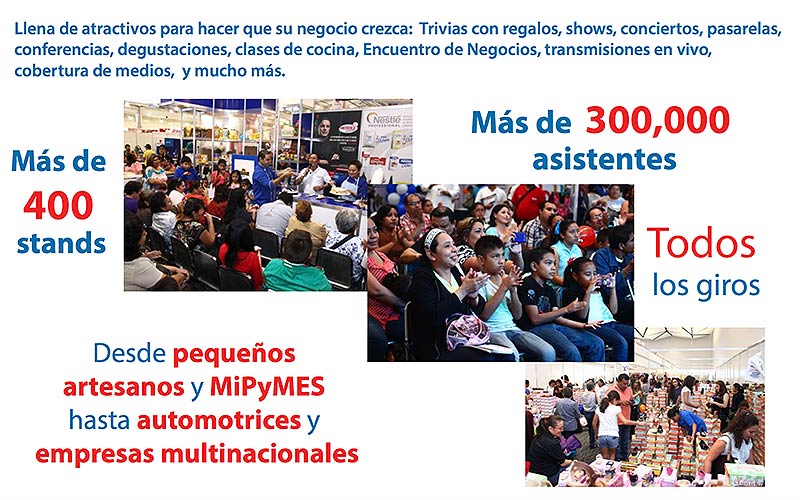 Llena de atractivos para hacer que su negocio crezca: Trivias con regalos, shows, conciertos, pasarelas,
conferencias, degustaciones, clases de cocina, Encuentro de Negocios, transmisiones en vivo,
cobertura de medios, y mucho más.
Más de
400
stands
Nestlé
PROFESSIONAL
Más de 300,000
asistentes
Todos
los giros
Desde pequeños
artesanos y MiPyMES
hasta automotrices y
empresas multinacionales